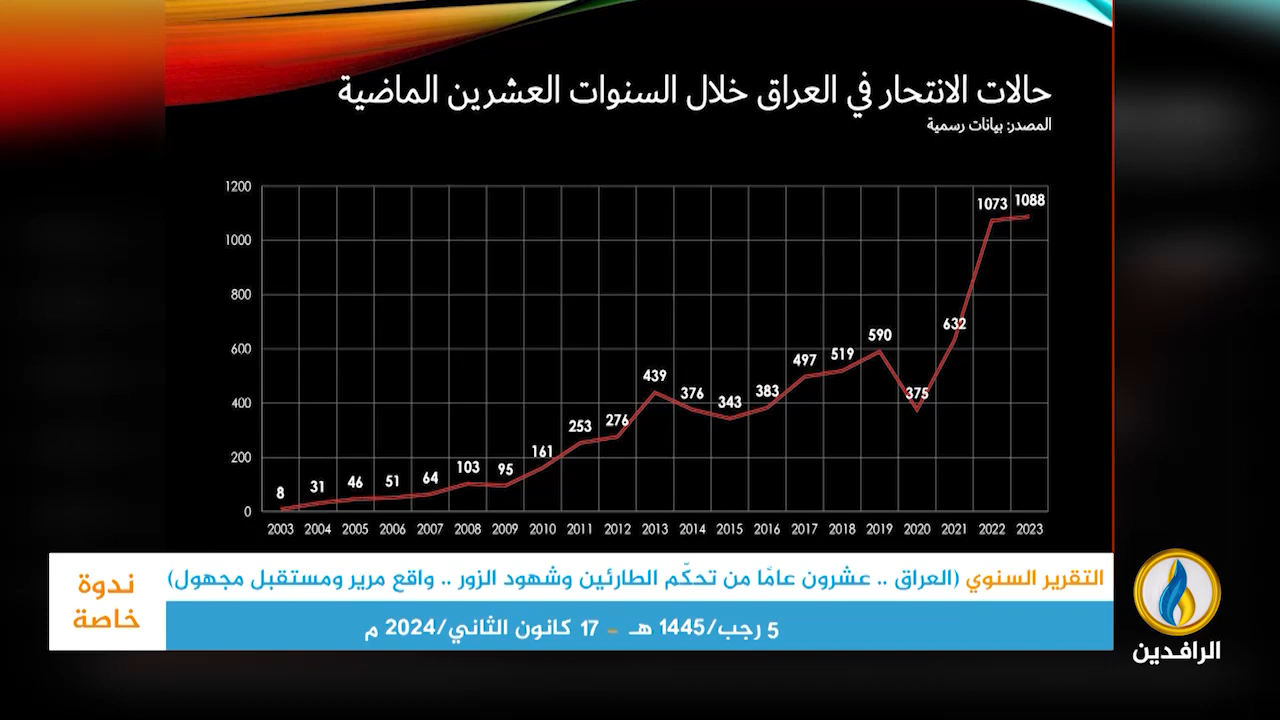 حالات الانتحار في العراق خلال السنوات العشرين الماضية
المصدر: بيانات رسمية
1200
1000
800
600
400
200
0
8 31 46 51 64 103 95 161 253 276 439 376 343 383 497 519 590 375 632 1073 1088
2003 2004 2005 2006 2007 2008 2009 2010 2011 2012 2013 2014 2015 2016 2017 2018 2019 2020 2021 2022 2023
التقرير السنوي (العراق .. عشرون عامًا من تحكّم الطارئين وشهود الزور .. واقع مرير ومستقبل مجهول)
5 رجب/1445 هـ - 17 كانون الثاني/2024 م
ندوة
خاصة
الرافدين